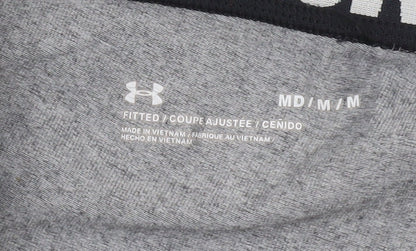 MD / M / M
FITTED / COUPE AJUSTÉE / CEÑIDO
MADE IN VIETNAM / FABRIQUÉ AU VIETNAM /
HECHO EN VIETNAM